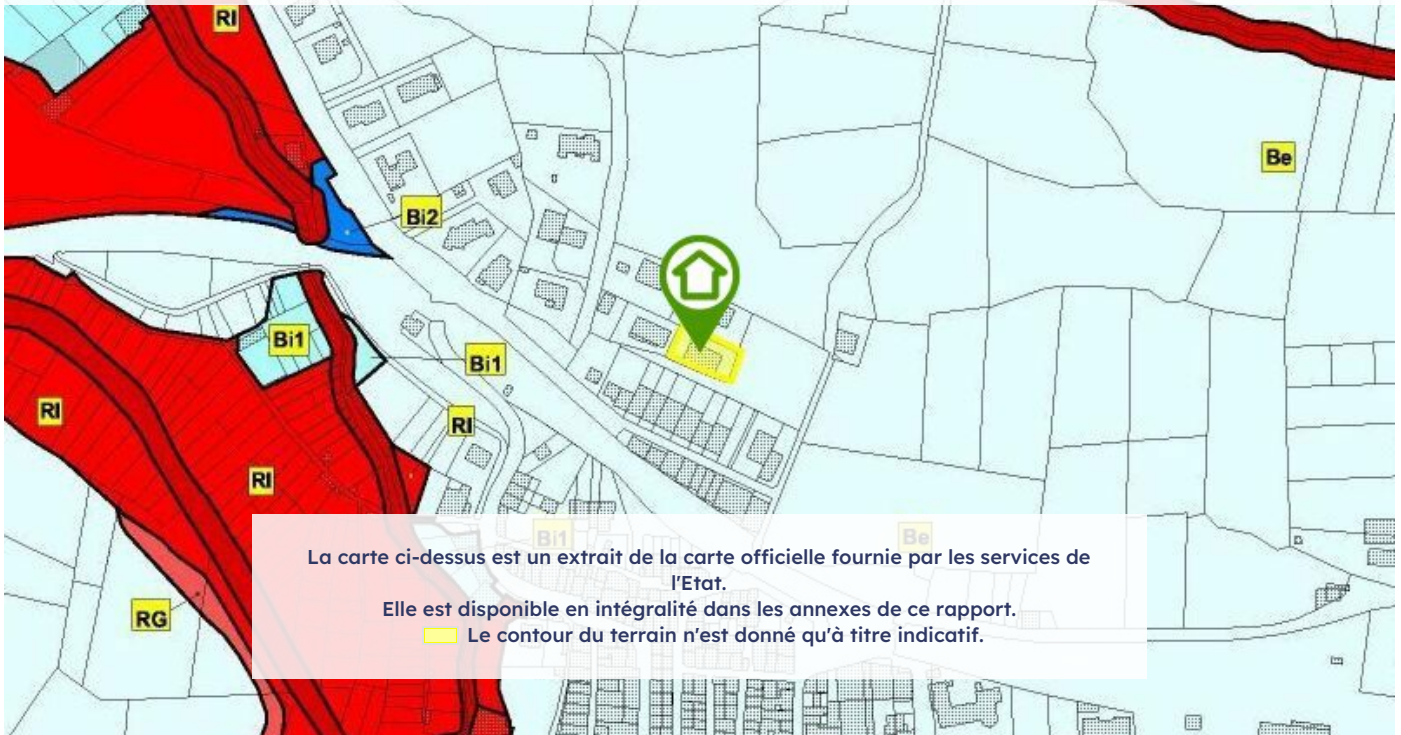 RI
Be
Bi2
Bi1
Bi1
RI
RI
RI
Bi1
Be
La carte ci-dessus est un extrait de la carte officielle fournie par les services de
l'Etat.
Elle est disponible en intégralité dans les annexes de ce rapport.
Le contour du terrain n'est donné qu'à titre indicatif.
RG